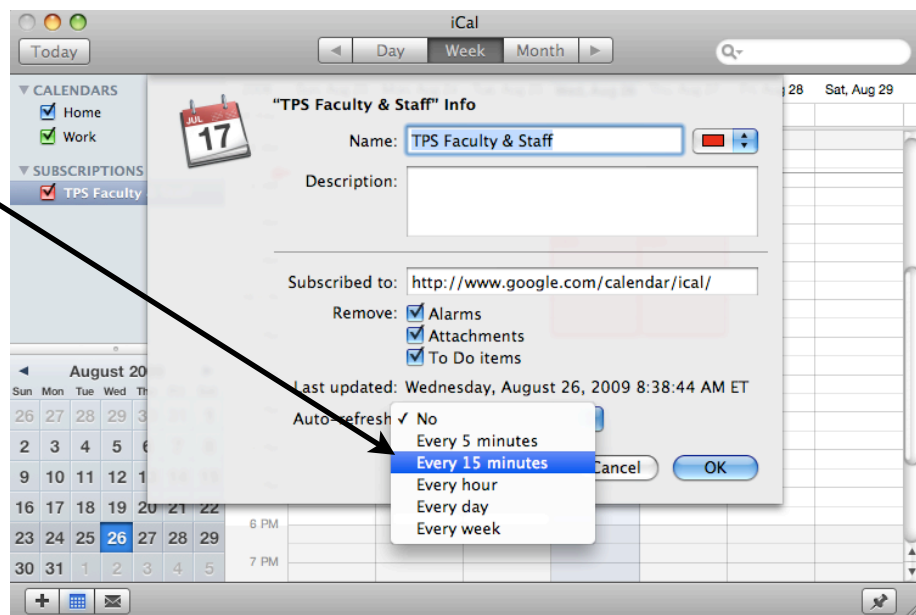 iCal
Today
Day Week Month
CALENDARS
Home
Work
SUBSCRIPTIONS
TPS Faculty
28 Sat, Aug 29
JUL
17
"TPS Faculty & Staff" Info
Name: TPS Faculty & Staff
Description:
Subscribed to: http://www.google.com/calendar/ical/
Remove: Alarms
Attachments
To Do items
Last updated: Wednesday, August 26, 2009 8:38:44 AM ET
Auto-refresh ✓ No
Every 5 minutes
Every 15 minutes
Every hour
Every day
Every week
Cancel OK
August 20
Sun Mon Tue Wed Th
26 27 28 29 3
2 3 4 5 6
9 10 11 12 1
16 17 18 19 20 21 22
23 24 25 26 27 28 29
30 31 1 2 3 4 5
6 PM
7 PM